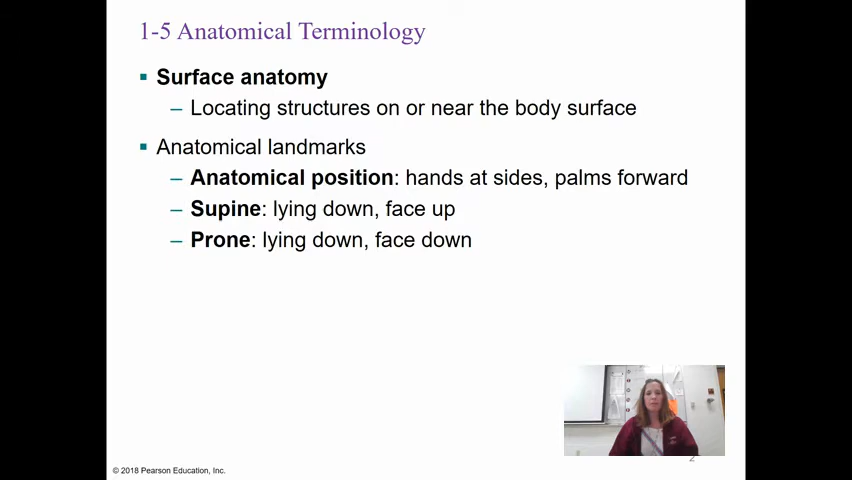 1-5 Anatomical Terminology
▪ Surface anatomy
– Locating structures on or near the body surface
▪ Anatomical landmarks
– Anatomical position: hands at sides, palms forward
– Supine: lying down, face up
– Prone: lying down, face down
2
© 2018 Pearson Education, Inc.